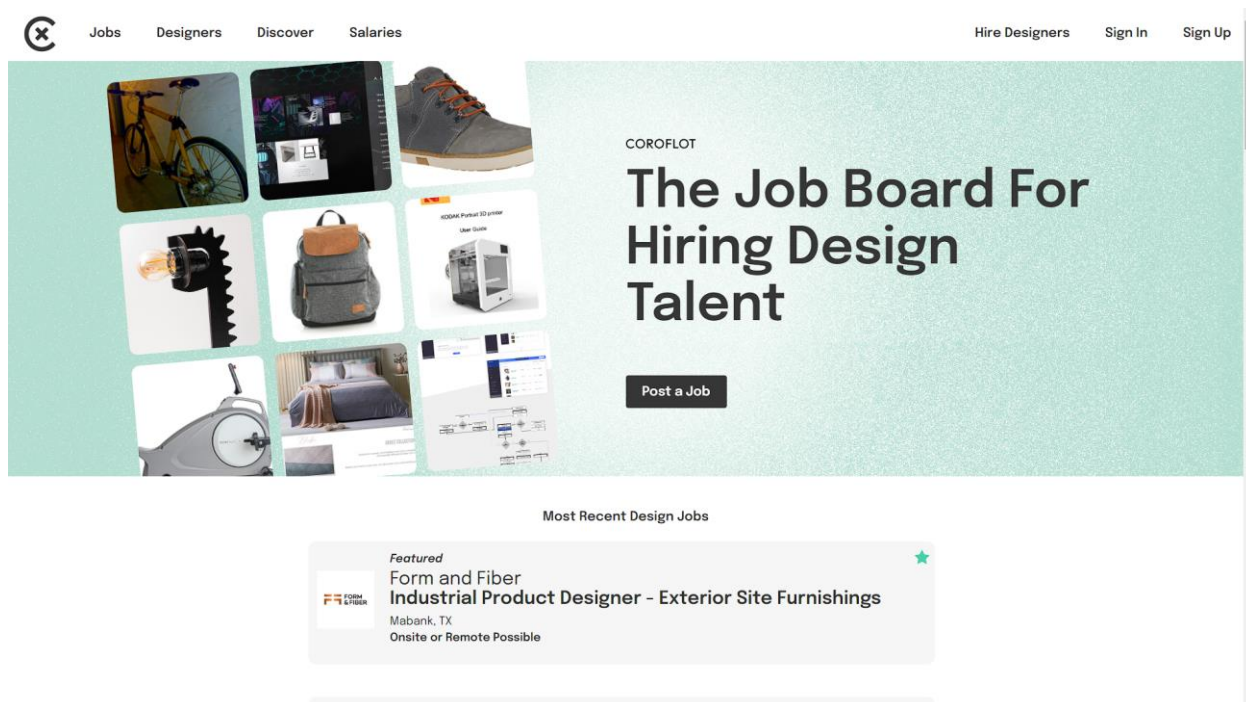 Jobs Designers Discover Salaries Hire Designers Sign In Sign Up
COROFLOT
The Job Board For
Hiring Design
Talent
Post a Job
KODAK Portrait 3D printer
User Guide
Most Recent Design Jobs
Featured
Form and Fiber
Industrial Product Designer - Exterior Site Furnishings
FORM
& FIBER
Mabank, TX
Onsite or Remote Possible